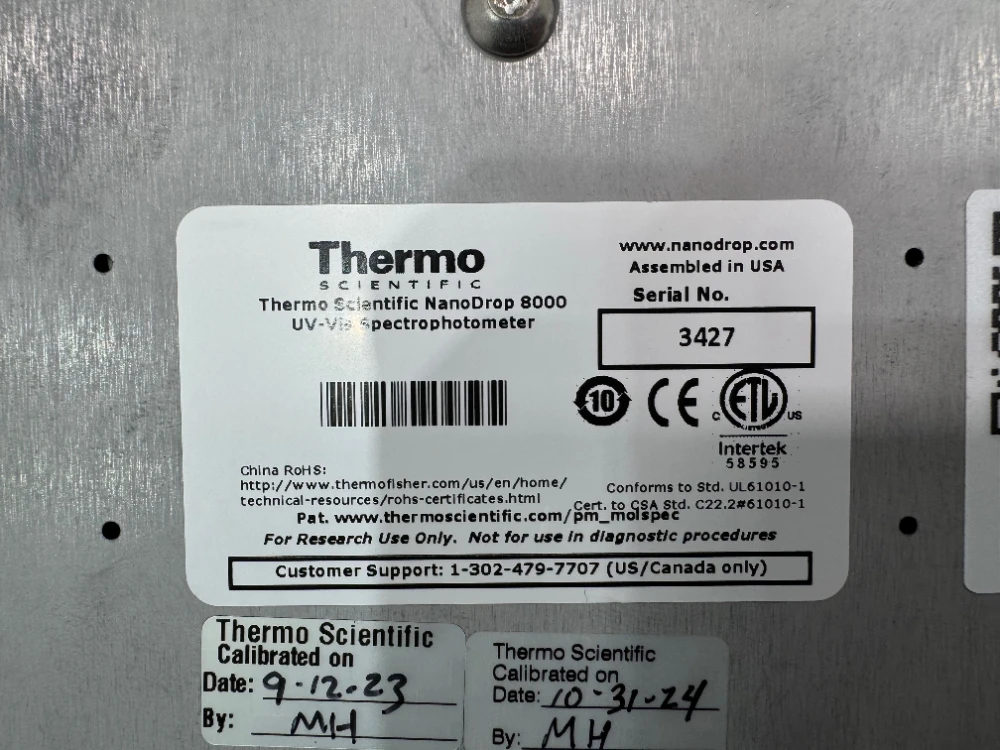 Thermo
SCIENTIFIC
Thermo Scientific NanoDrop 8000
UV-Vis Spectrophotometer
www.nanodrop.com
Assembled in USA
Serial No.
3427
10
CE
C ETL US
LISTED
Intertek
58595
China RoHS:
http://www.thermofisher.com/us/en/home/
technical-resources/rohs-certificates.html
Conforms to Std. UL61010-1
Cert. to CSA Std. C22.2#61010-1
Pat. www.thermoscientific.com/pm_molspec
For Research Use Only. Not for use in diagnostic procedures
Customer Support: 1-302-479-7707 (US/Canada only)
Thermo Scientific
Calibrated on
Date: 9-12-23
By: MH
Thermo Scientific
Calibrated on
Date: 10-31-24
By: MH